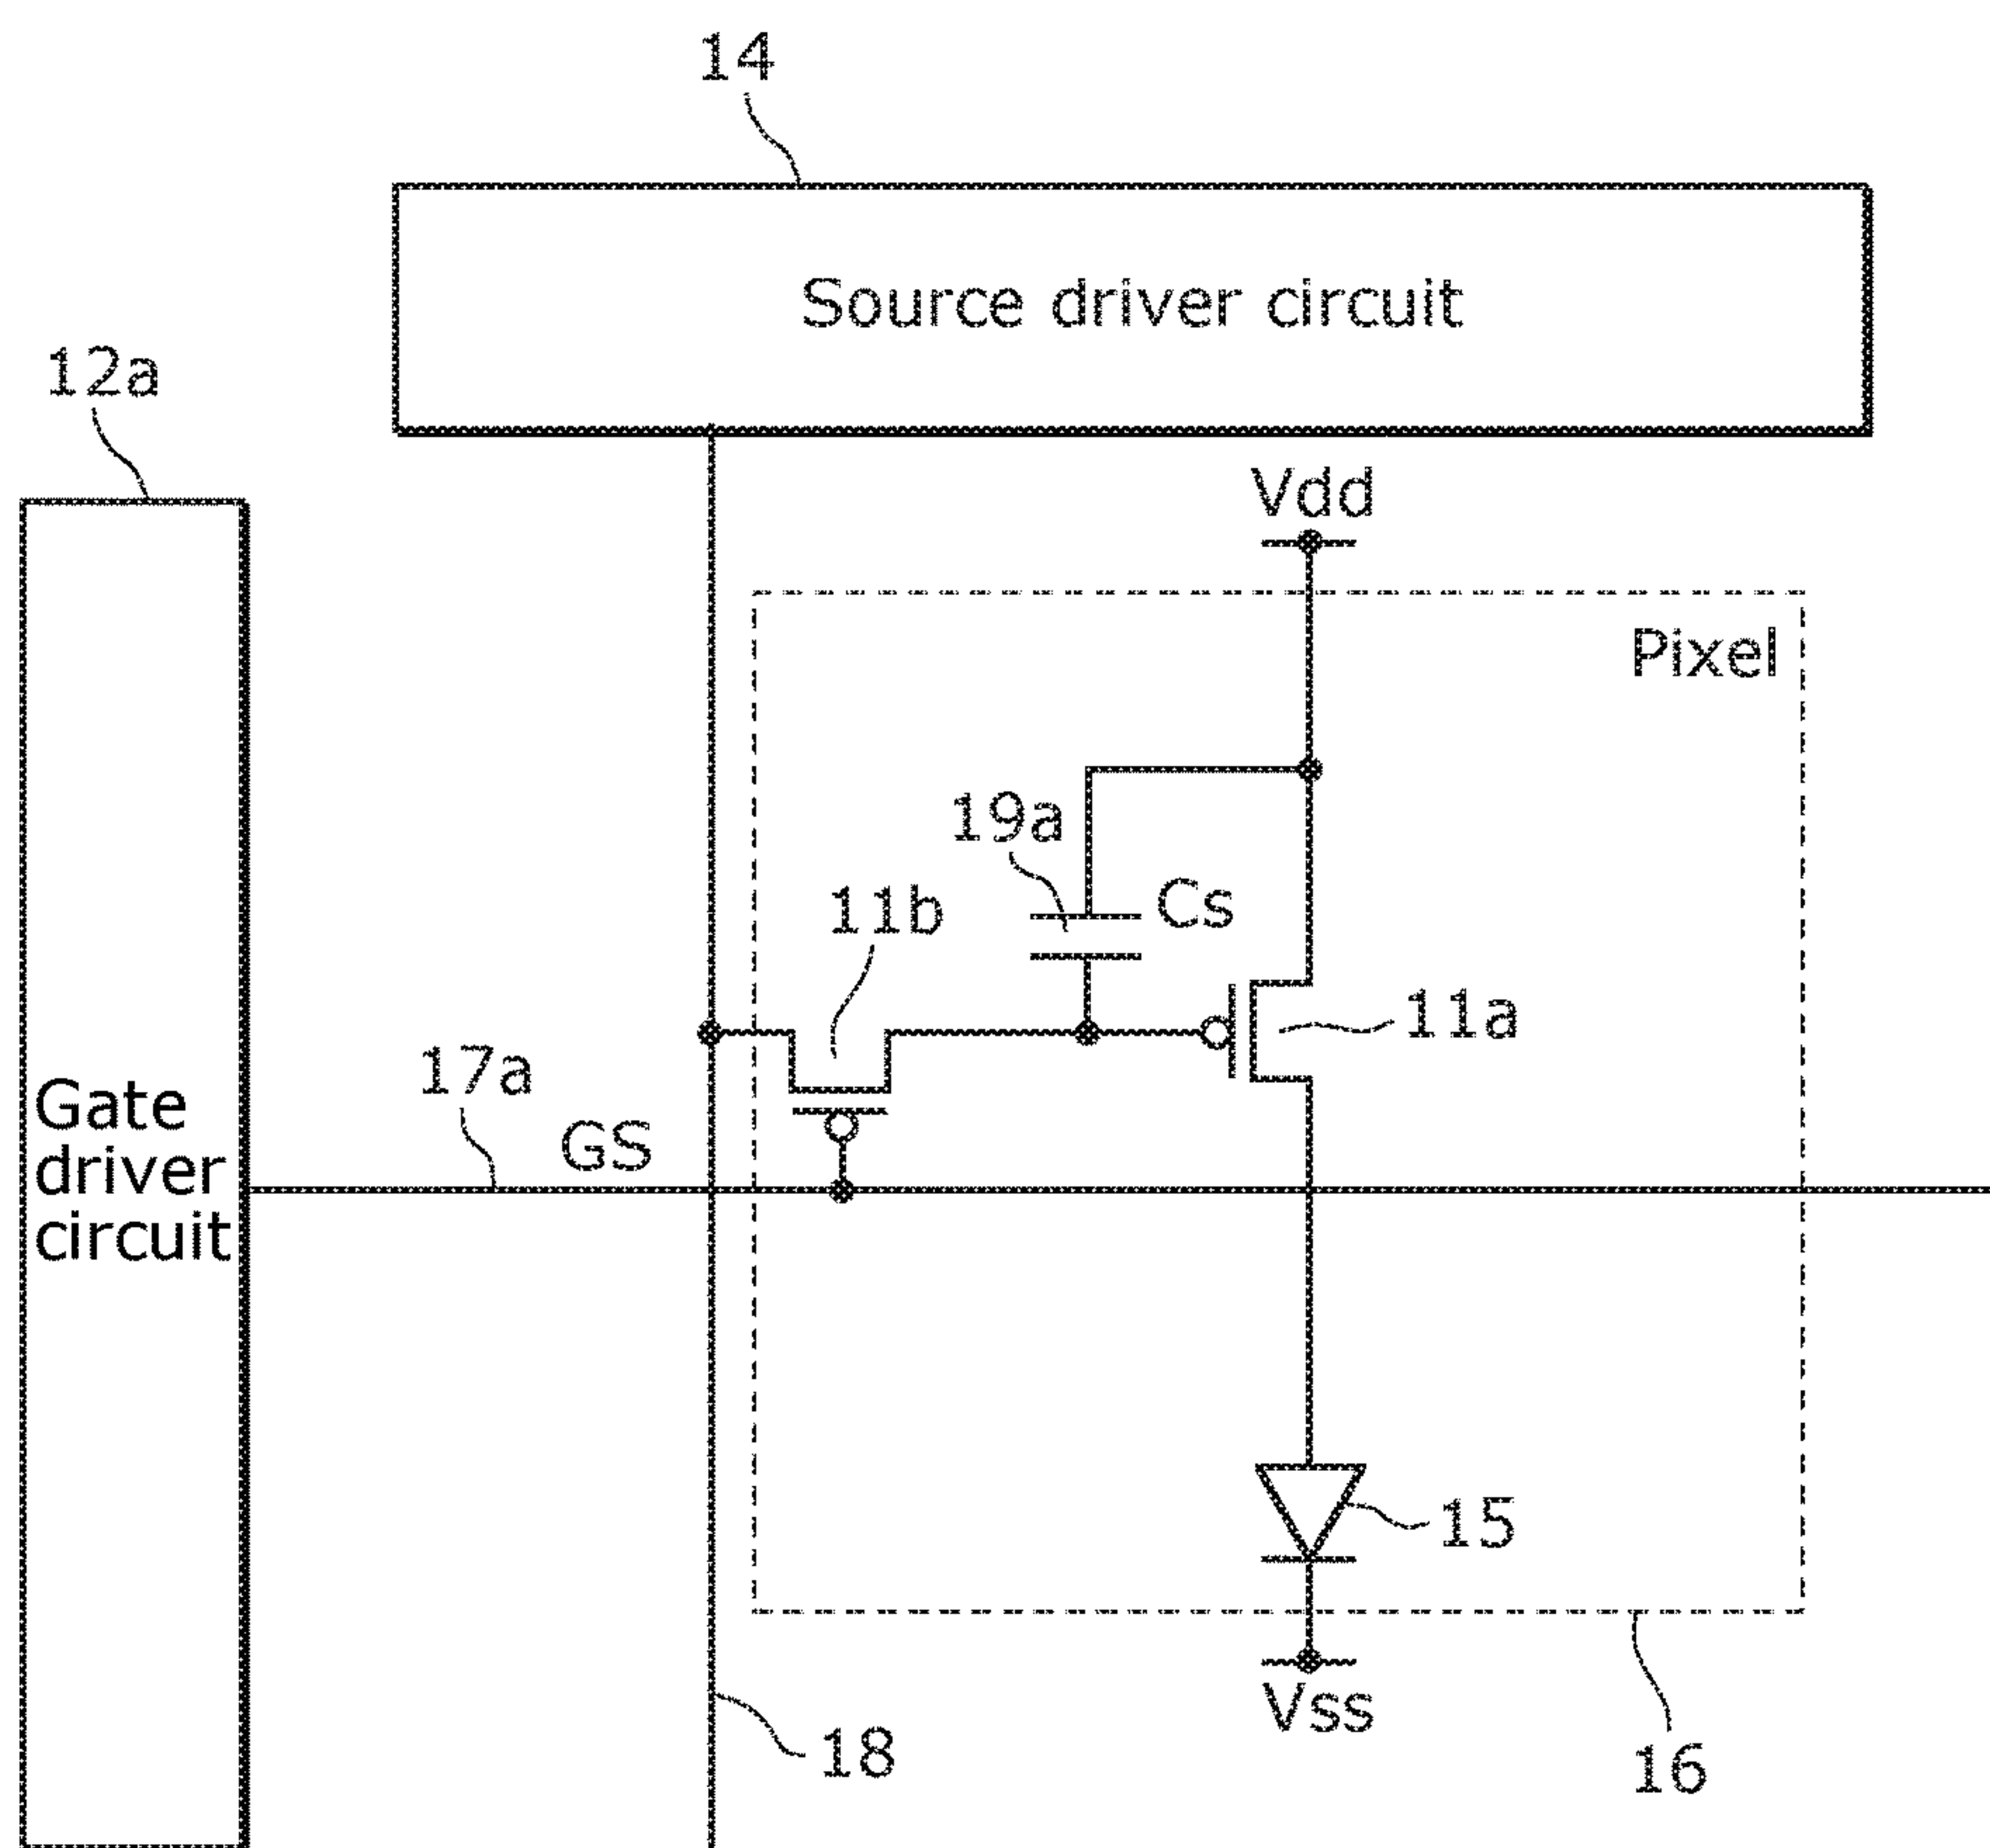 14
Source driver circuit
12a
Vdd
Pixel
19a
Cs
11b
11a
17a
GS
Gate
driver
circuit
15
Vss
18
16